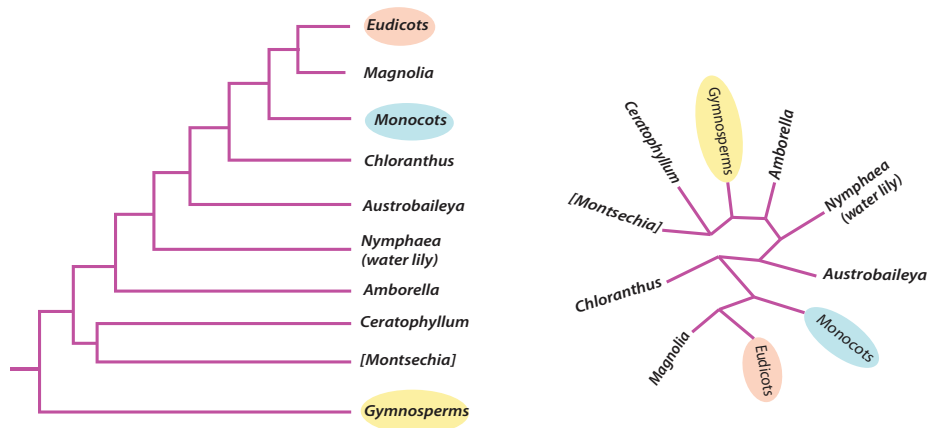 Eudicots
Magnolia
Monocots
Chloranthus
Austrobaileya
Nymphaea
(water lily)
Amborella
Ceratophyllum
[Montsechia]
Gymnosperms
Gymnosperms
Amborella
Ceratophyllum
Nymphaea
(water lily)
[Montsechia]
Austrobaileya
Chloranthus
Monocots
Magnolia
Eudicots